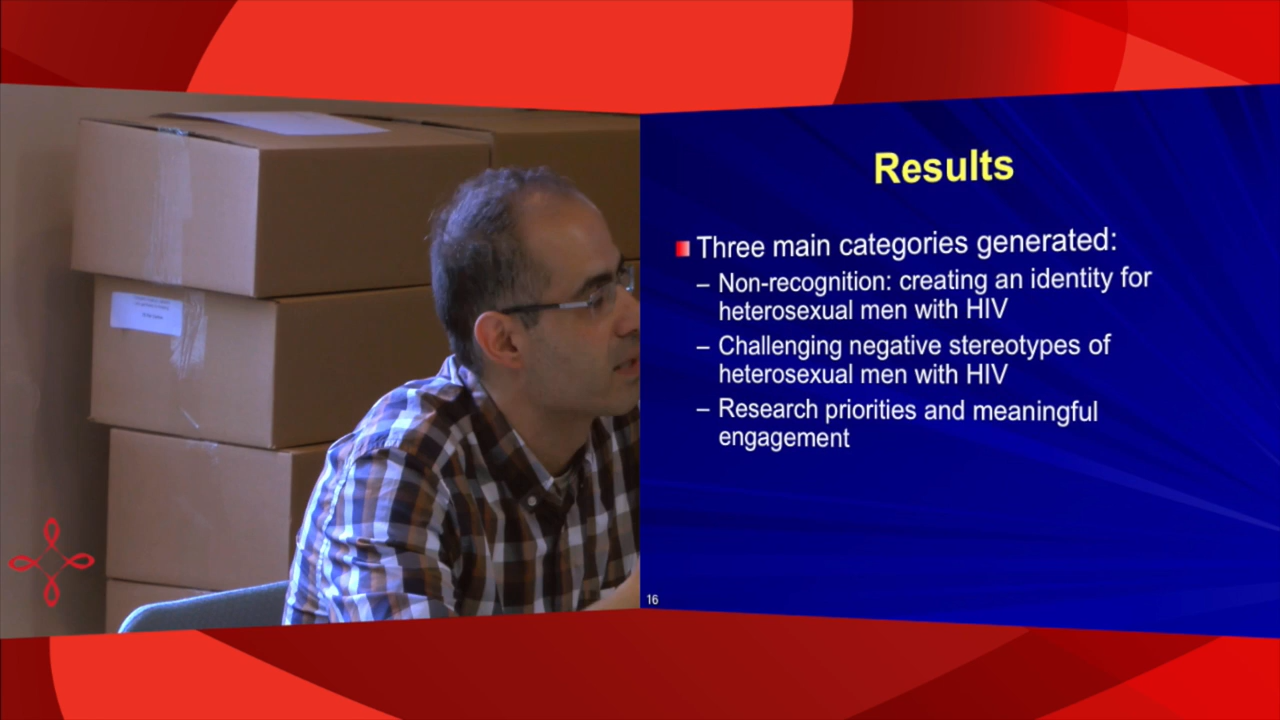 Results
Three main categories generated:
– Non-recognition: creating an identity for
heterosexual men with HIV
– Challenging negative stereotypes of
heterosexual men with HIV
– Research priorities and meaningful
engagement
16